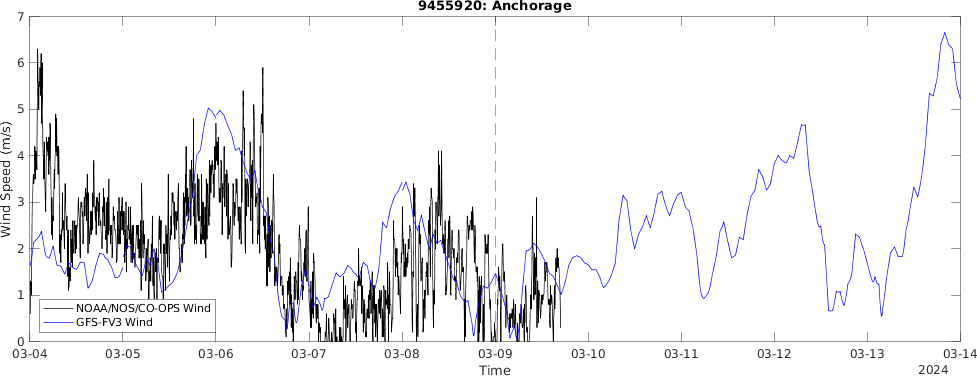 9455920: Anchorage
Wind Speed (m/s)
7
6
5
4
3
2
1
0
NOAA/NOS/CO-OPS Wind
GFS-FV3 Wind
03-04 03-05 03-06 03-07 03-08 03-09 03-10 03-11 03-12 03-13 03-14
Time
2024